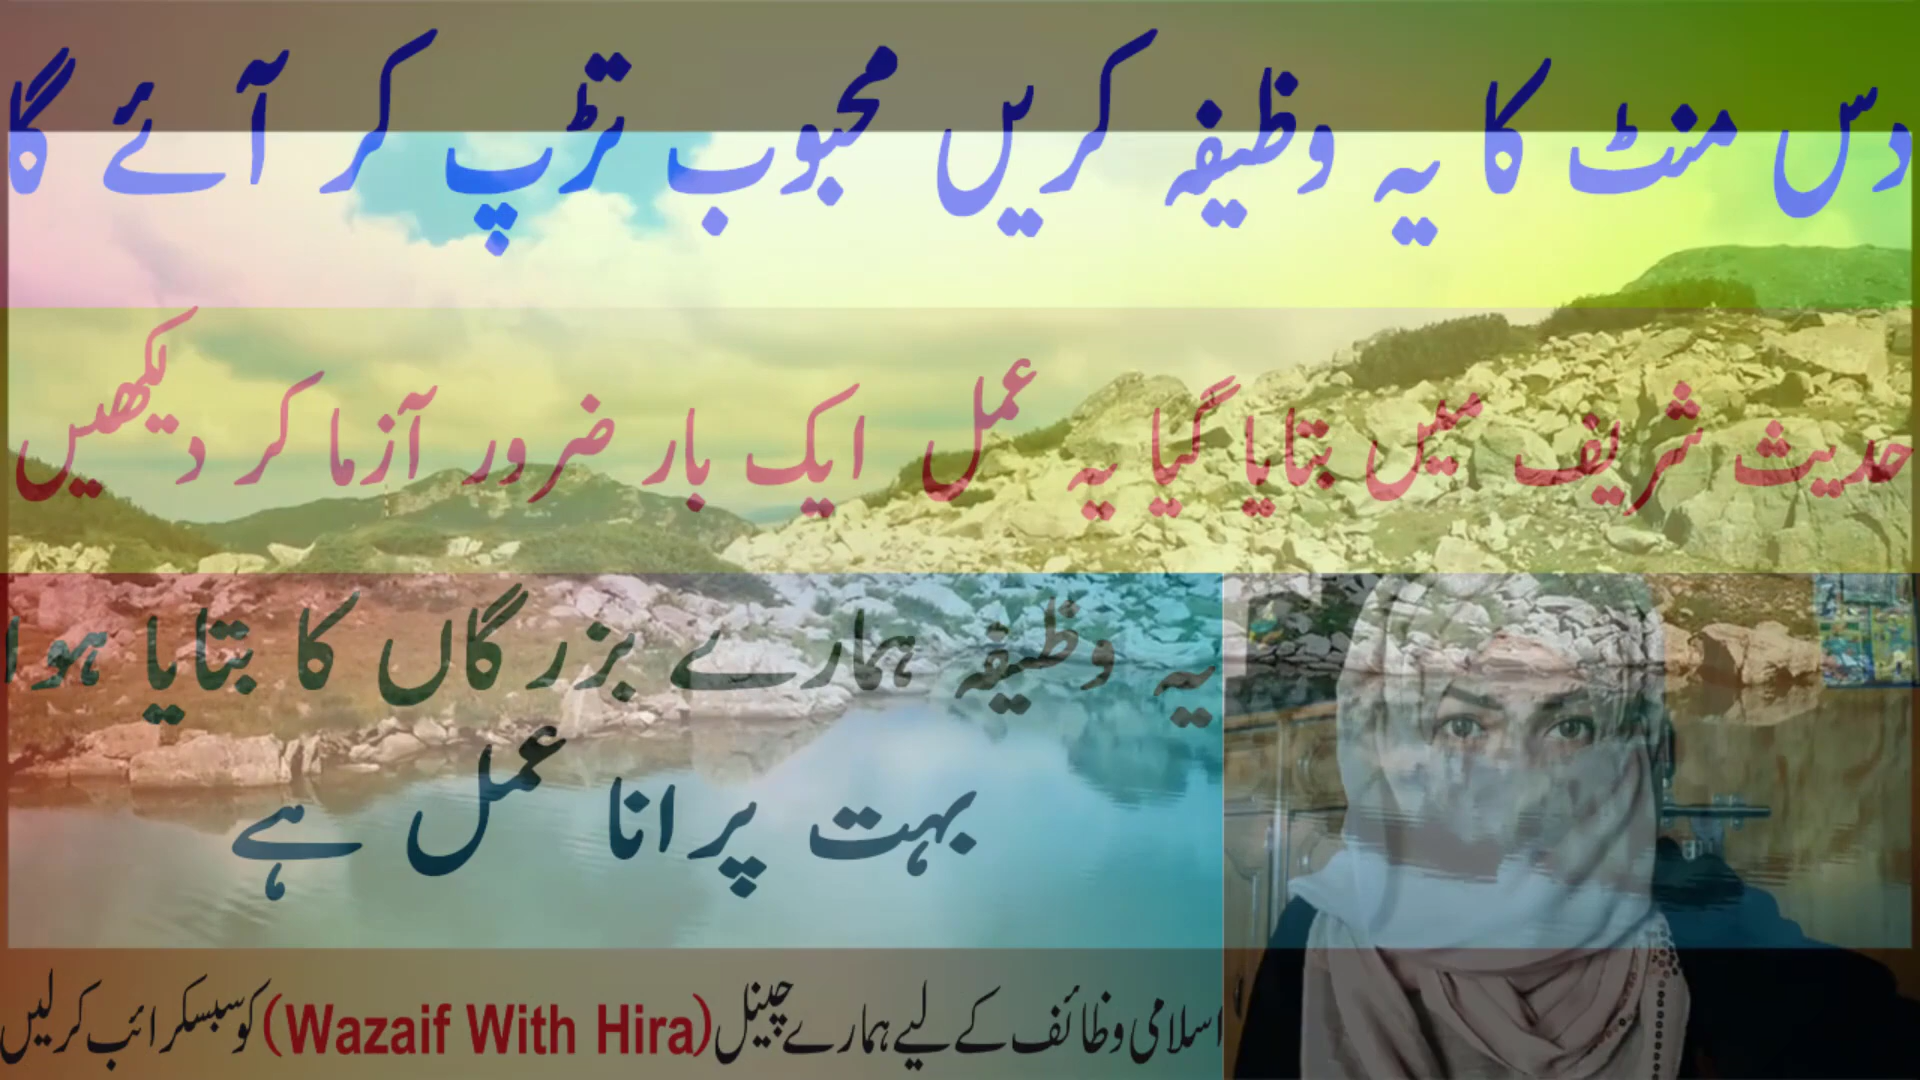 دس منٹ کا یہ وظیفہ کریں محبوب تڑپ کر آئے گا
حدیث شریف میں بتایا گیا یہ عمل ایک بار ضرور آزما کر دیکھیں
یہ وظیفہ ہمارے بزرگاں کا بتایا ہوا
بہت پرانا عمل ہے
اسلامی وظائف کے لیے ہمارے چینل (Wazaif With Hira) کو سبسکرائب کرلیں